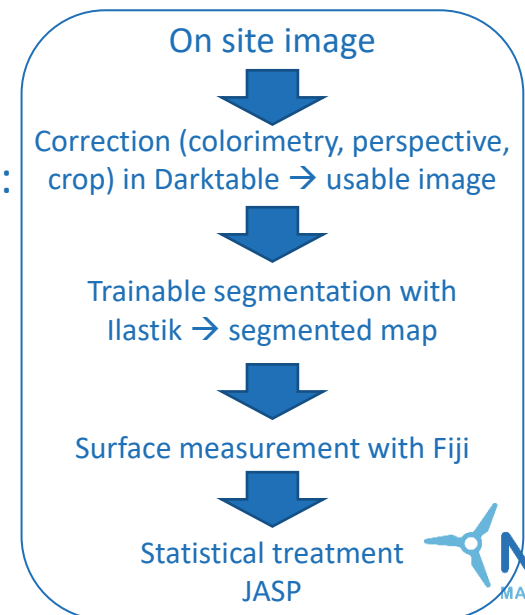 On site image
Correction (colorimetry, perspective,
: crop) in Darktable → usable image
Trainable segmentation with
Ilastik → segmented map
Surface measurement with Fiji
Statistical treatment
JASP
N
MA